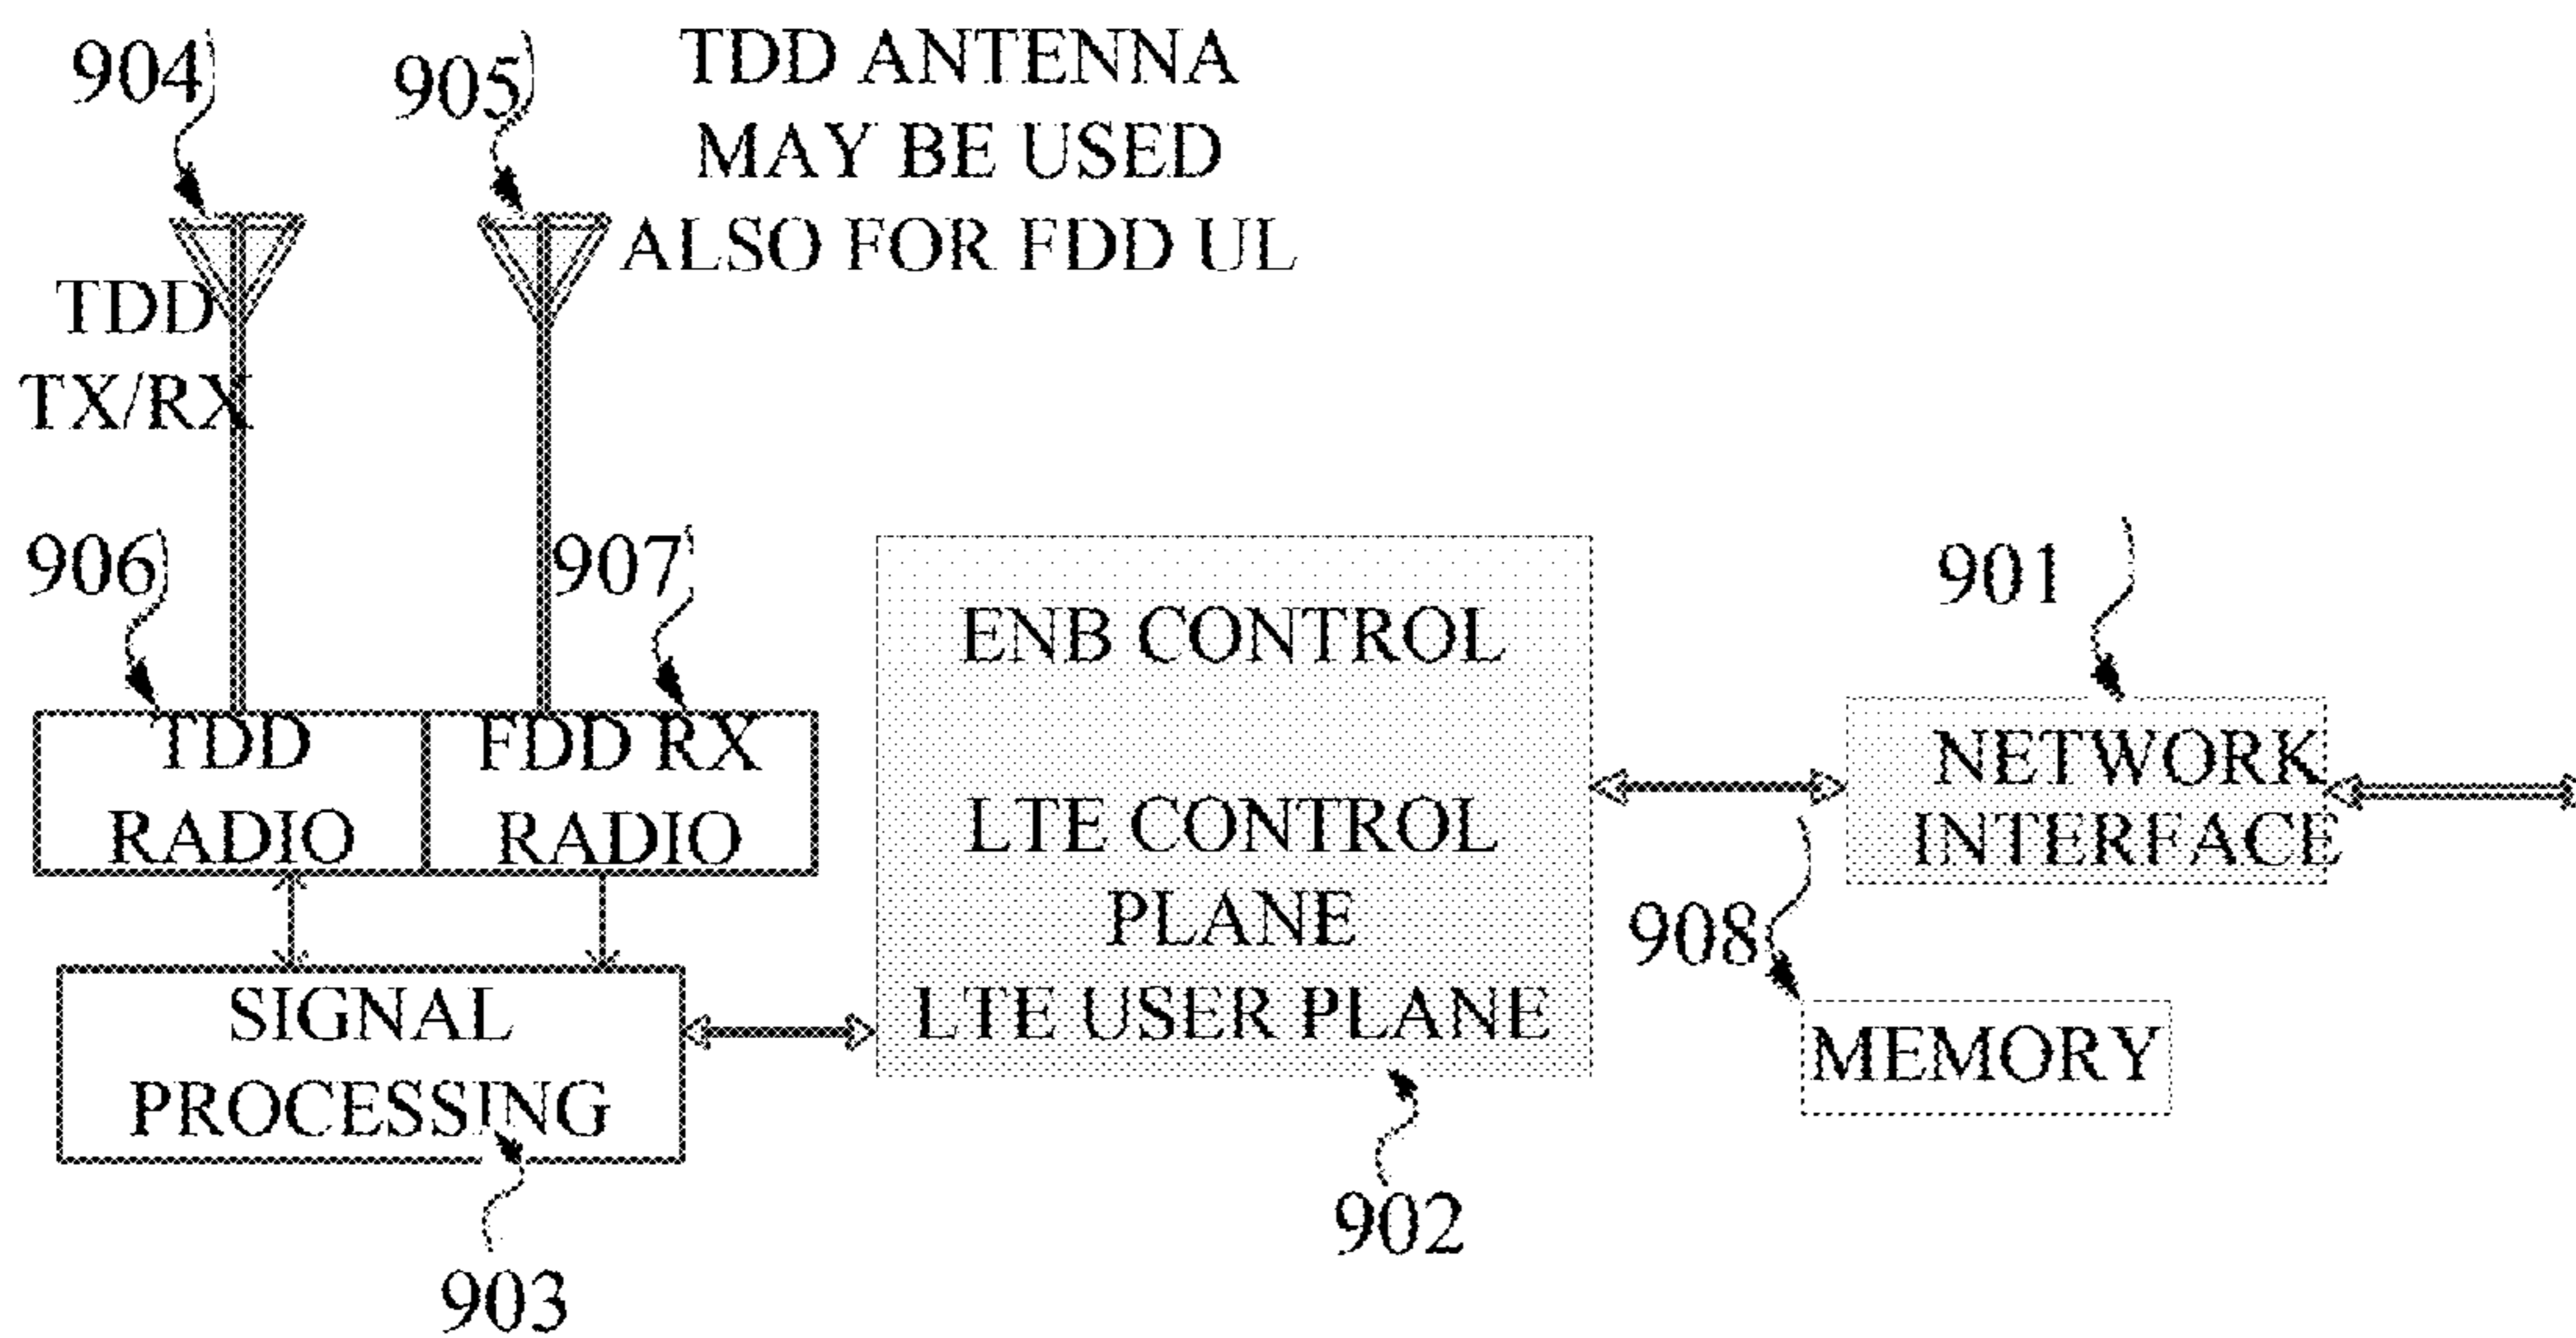 904
905
TDD ANTENNA
MAY BE USED
ALSO FOR FDD UL
TDD
TX/RX
906
907
TDD
RADIO
FDD RX
RADIO
SIGNAL
PROCESSING
903
ENB CONTROL
LTE CONTROL
PLANE
LTE USER PLANE
902
901
NETWORK
INTERFACE
908
MEMORY